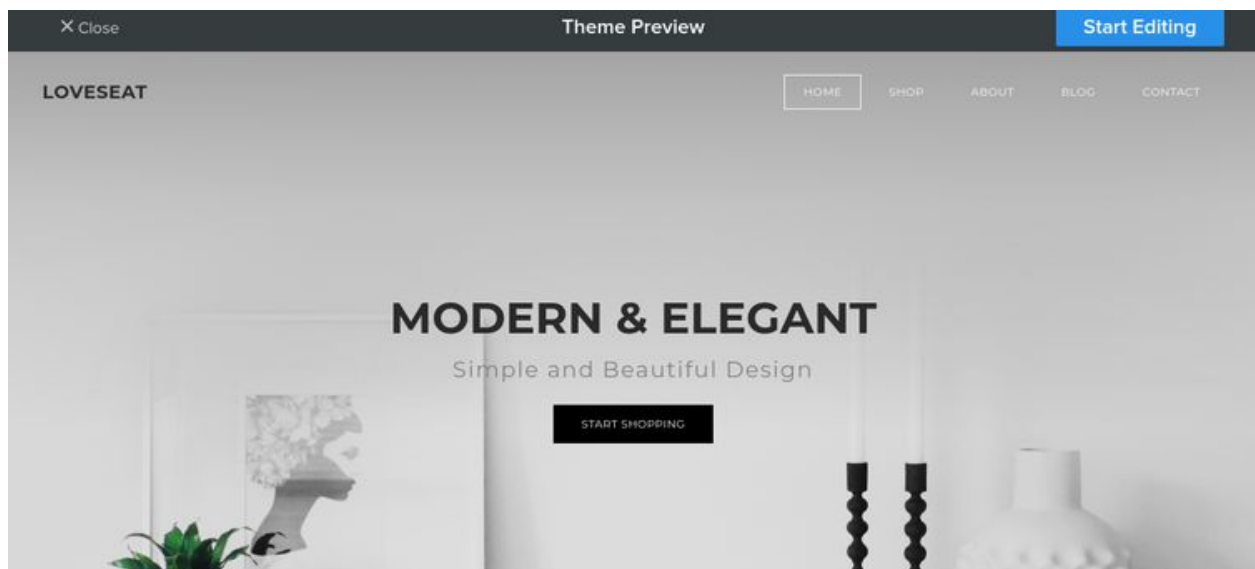 × Close Theme Preview Start Editing
LOVESEAT HOME SHOP ABOUT BLOG CONTACT
MODERN & ELEGANT
Simple and Beautiful Design
START SHOPPING